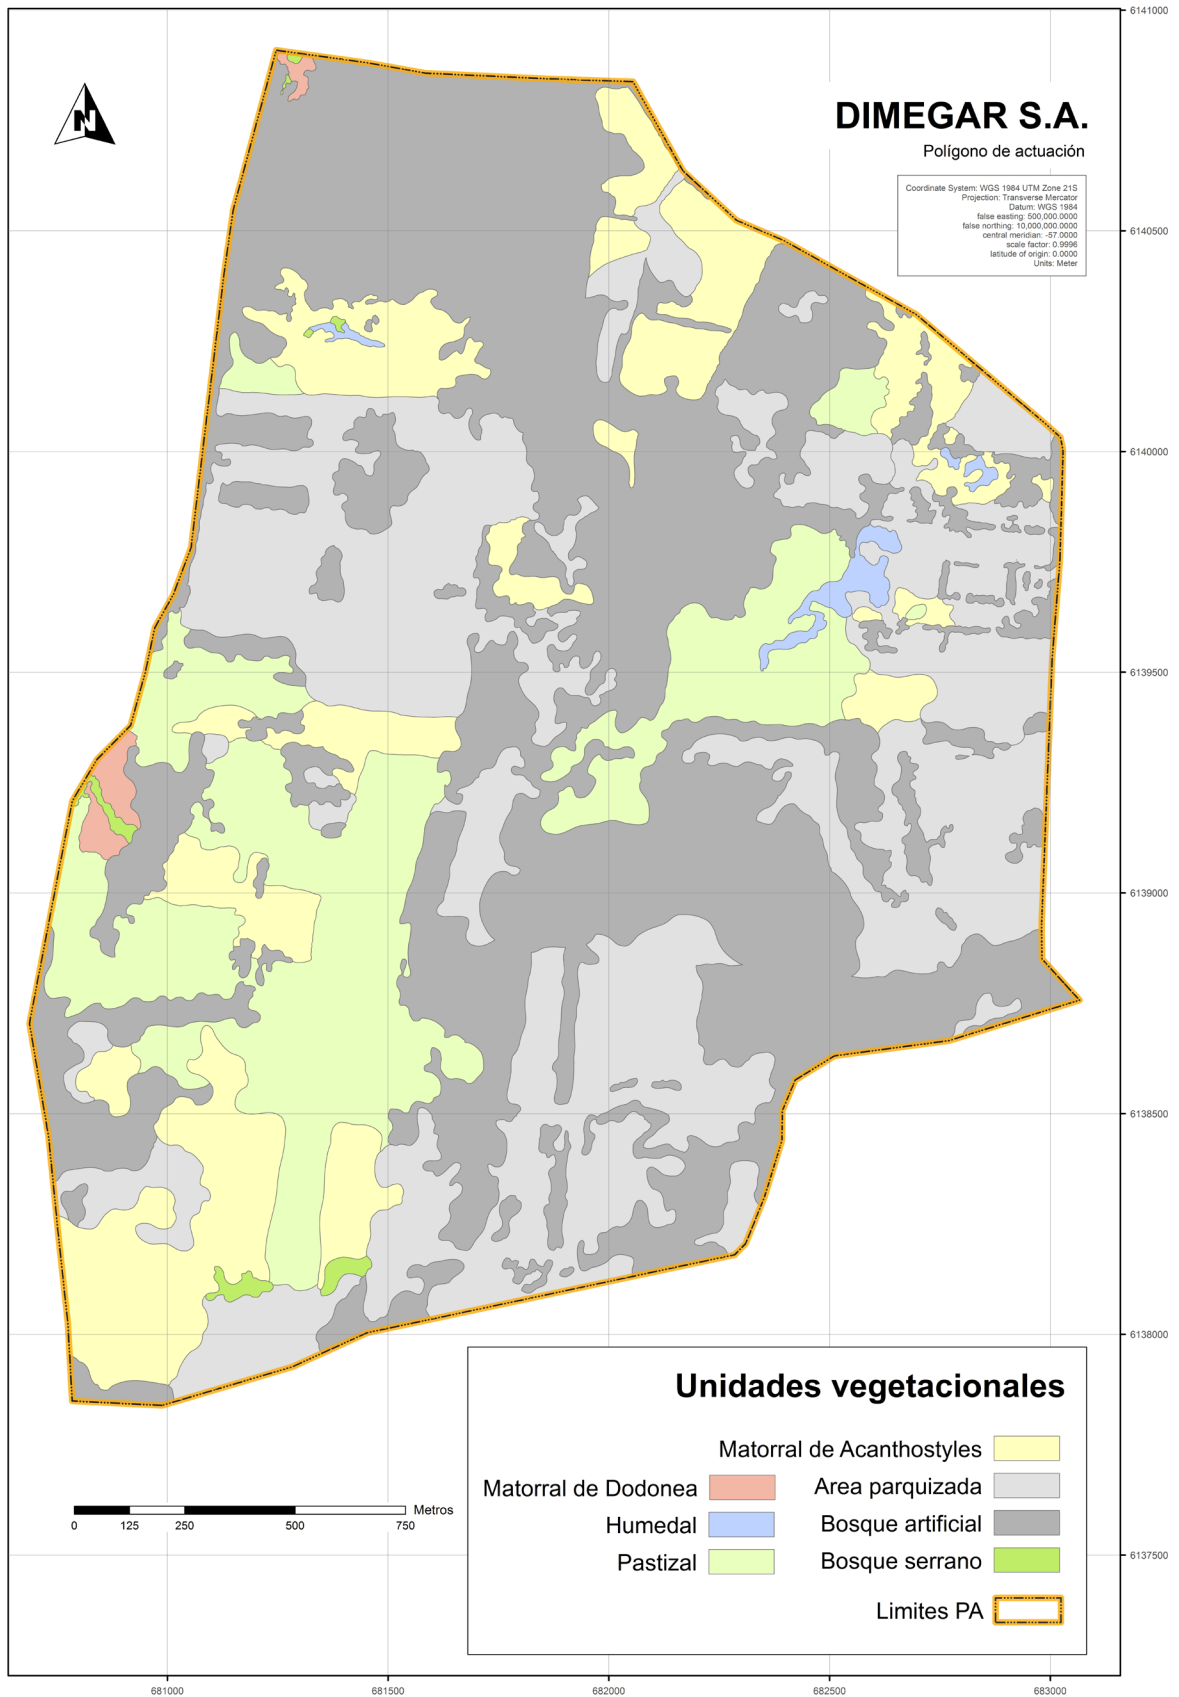 6141000
N
DIMEGAR S.A.
Polígono de actuación
Coordinate System: WGS 1984 UTM Zone 21S
Projection: Transverse Mercator
Datum: WGS 1984
false easting: 500,000.0000
false northing: 10,000,000.0000
central meridian: -57.0000
scale factor: 0.9996
latitude of origin: 0.0000
Units: Meter
6140500
6140000
6139500
6139000
6138500
6138000
Unidades vegetacionales
Matorral de Acanthostyles
Matorral de Dodonea
Area parquizada
Humedal
Bosque artificial
Pastizal
Bosque serrano
Limites PA
Metros
0 125 250 500 750
6137500
681000 681500 682000 682500 683000